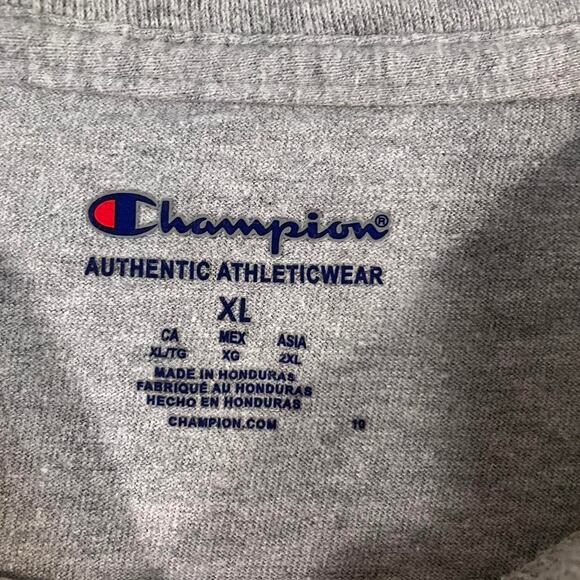 Champion®
AUTHENTIC ATHLETICWEAR
XL
CA MEX ASIA
XL/TG XG 2XL
MADE IN HONDURAS
FABRIQUÉ AU HONDURAS
HECHO EN HONDURAS
CHAMPION.COM 10